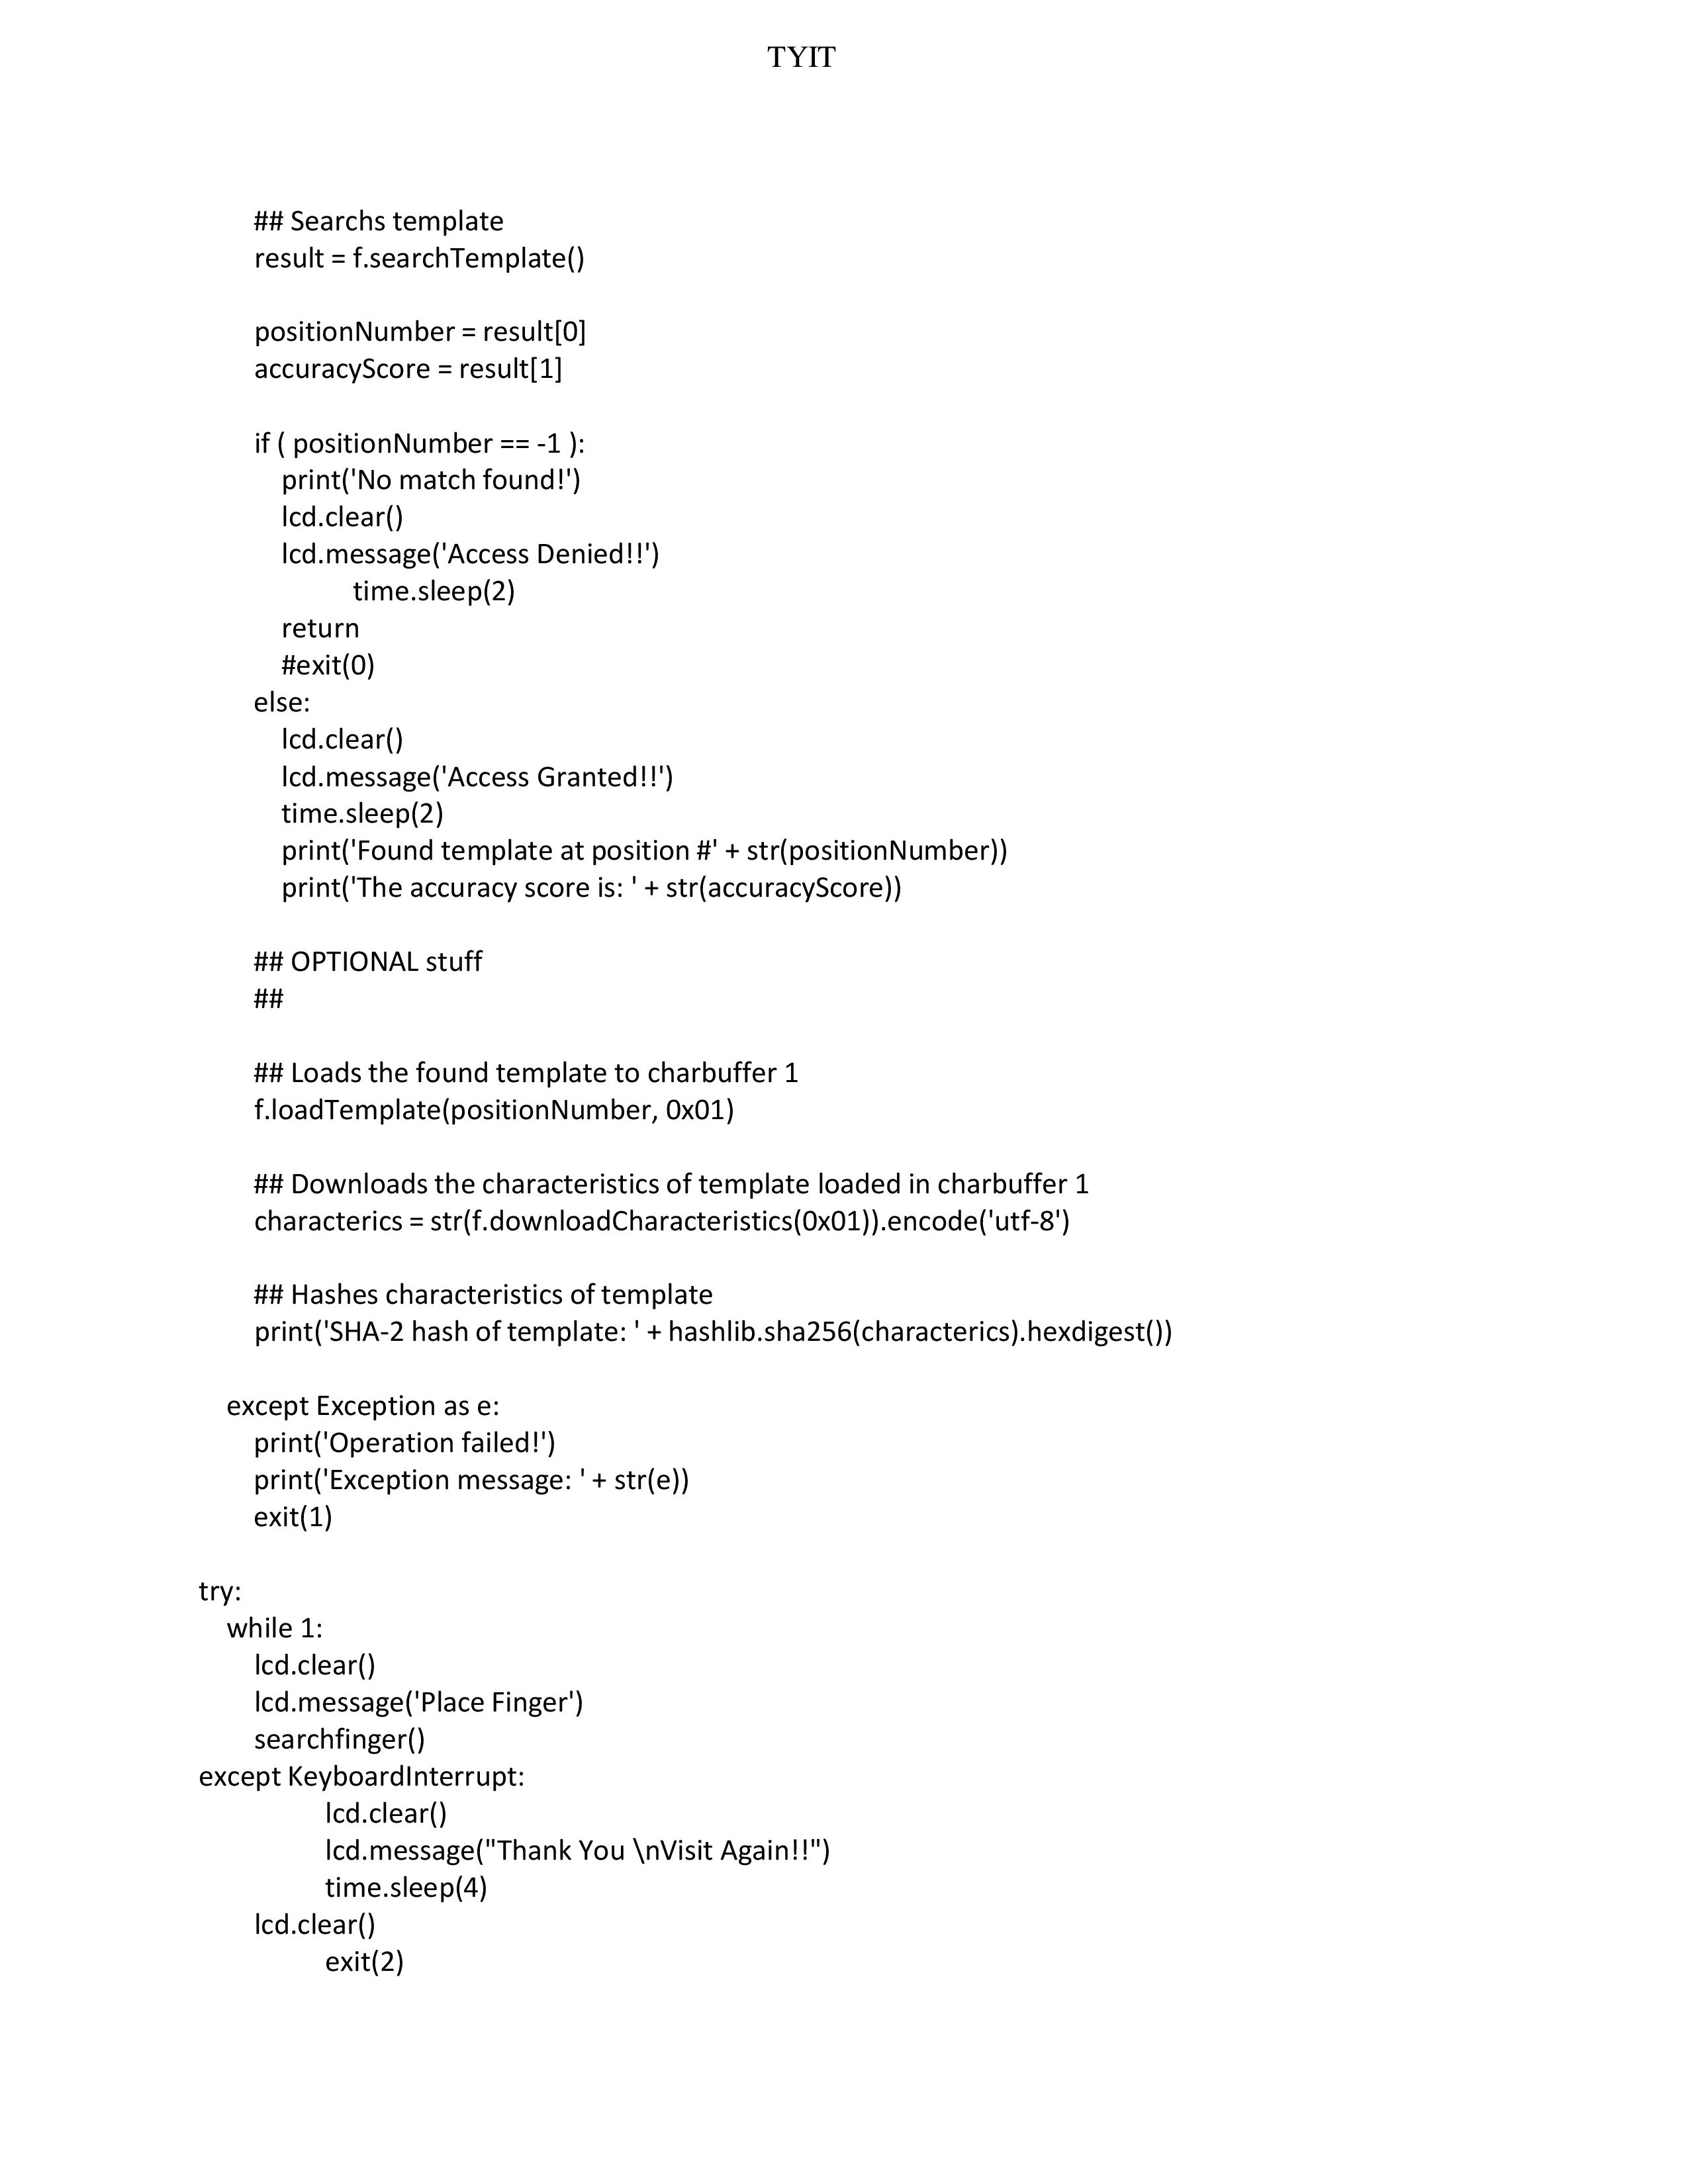 TYIT
## Searchs template
result = f.searchTemplate()
positionNumber = result[0]
accuracyScore = result[1]
if ( positionNumber == -1 ):
print('No match found!')
lcd.clear()
lcd.message('Access Denied!!')
time.sleep(2)
return
#exit(0)
else:
lcd.clear()
lcd.message('Access Granted!!')
time.sleep(2)
print('Found template at position #' + str(positionNumber))
print('The accuracy score is: ' + str(accuracyScore))
## OPTIONAL stuff
##
## Loads the found template to charbuffer 1
f.loadTemplate(positionNumber, 0x01)
## Downloads the characteristics of template loaded in charbuffer 1
characterics = str(f.downloadCharacteristics(0x01)).encode('utf-8')
## Hashes characteristics of template
print('SHA-2 hash of template: ' + hashlib.sha256(characterics).hexdigest())
except Exception as e:
print('Operation failed!')
print('Exception message: ' + str(e))
exit(1)
try:
while 1:
lcd.clear()
lcd.message('Place Finger')
searchfinger()
except KeyboardInterrupt:
lcd.clear()
lcd.message("Thank You \nVisit Again!!")
time.sleep(4)
lcd.clear()
exit(2)